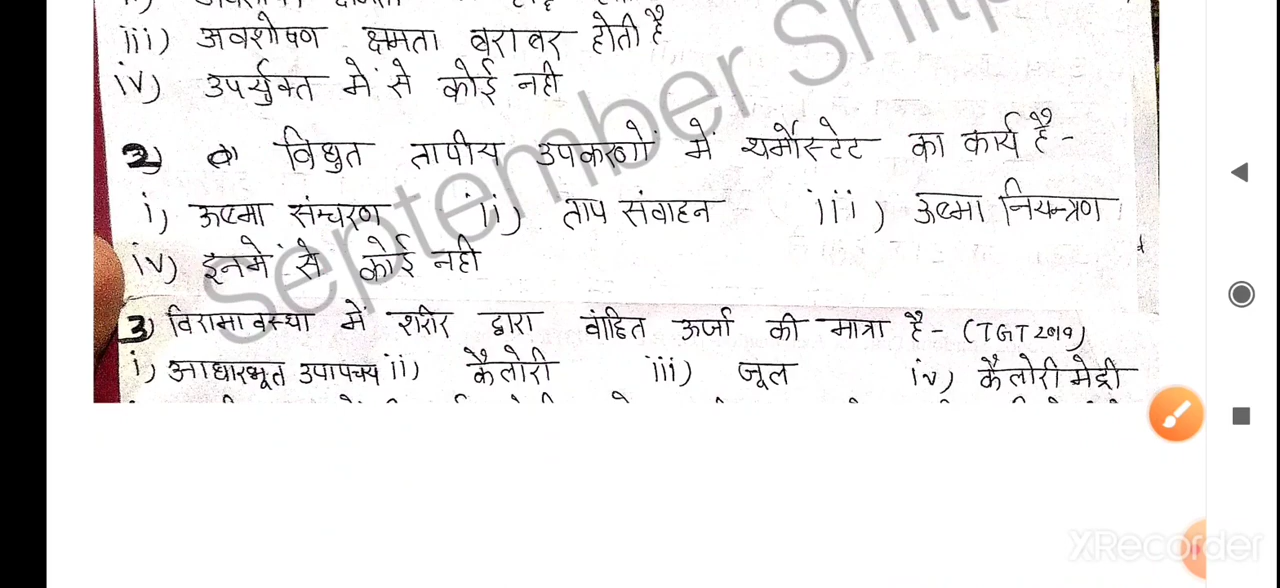 iii) अवशोषण क्षमता बराबर होती है
iv) उपर्युक्त में से कोई नही
2) विधुत तापीय उपकरणों में थर्मोस्टेट का कार्य है -
i) ऊष्मा संचरण ii) ताप संवाहन iii) ऊष्मा नियन्त्रण
iv) इनमें से कोई नही
3) विरामावस्था में शरीर द्वारा वांहित ऊर्जा की मात्रा है - (TGT 2019)
i) आधारभूत उपापचय ii) कैलोरी iii) जूल iv) कैलोरी मेट्री
September Shilp
XRecorder